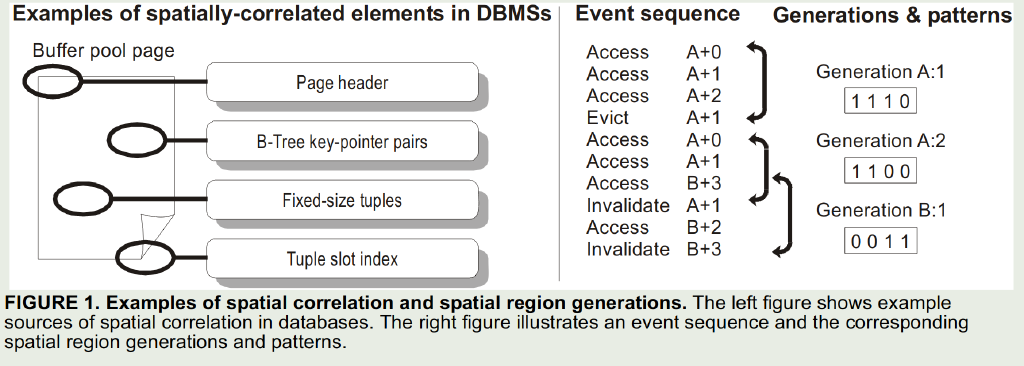 Examples of spatially-correlated elements in DBMSs
Buffer pool page
Page header
B-Tree key-pointer pairs
Fixed-size tuples
Tuple slot index
Event sequence
Access A+0
Access A+1
Access A+2
Evict A+1
Access A+0
Access A+1
Access B+3
Invalidate A+1
Access B+2
Invalidate B+3
Generations & patterns
Generation A:1
1 1 1 0
Generation A:2
1 1 0 0
Generation B:1
0 0 1 1
FIGURE 1. Examples of spatial correlation and spatial region generations. The left figure shows example
sources of spatial correlation in databases. The right figure illustrates an event sequence and the corresponding
spatial region generations and patterns.